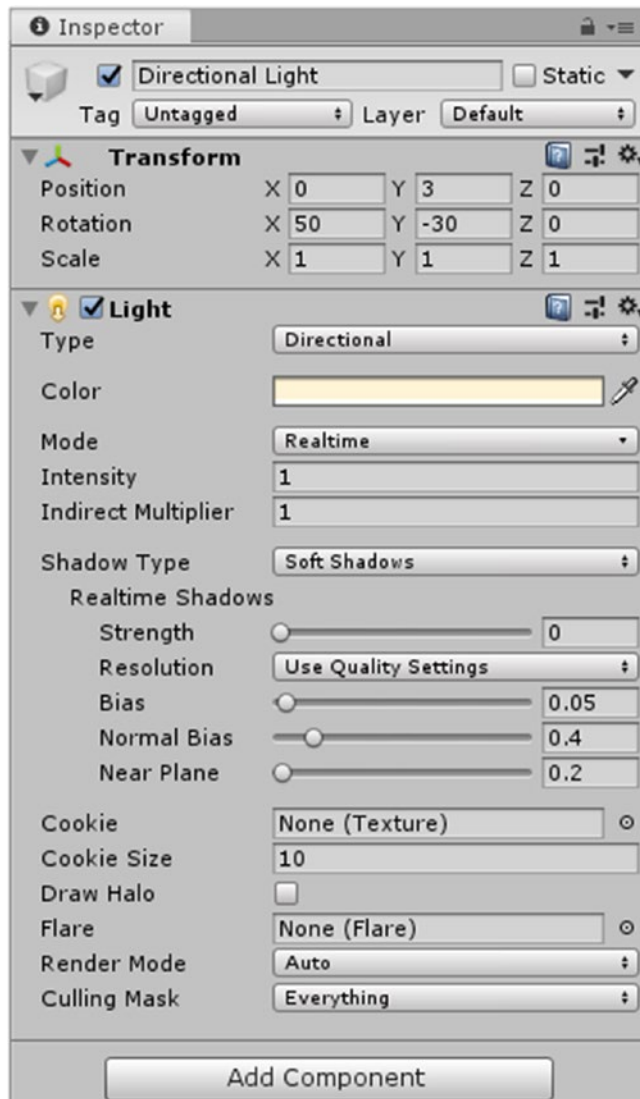 Inspector
Directional Light Static
Tag Untagged Layer Default
Transform
Position X 0 Y 3 Z 0
Rotation X 50 Y -30 Z 0
Scale X 1 Y 1 Z 1
Light
Type Directional
Color
Mode Realtime
Intensity 1
Indirect Multiplier 1
Shadow Type Soft Shadows
Realtime Shadows
Strength 0
Resolution Use Quality Settings
Bias 0.05
Normal Bias 0.4
Near Plane 0.2
Cookie None (Texture)
Cookie Size 10
Draw Halo
Flare None (Flare)
Render Mode Auto
Culling Mask Everything
Add Component